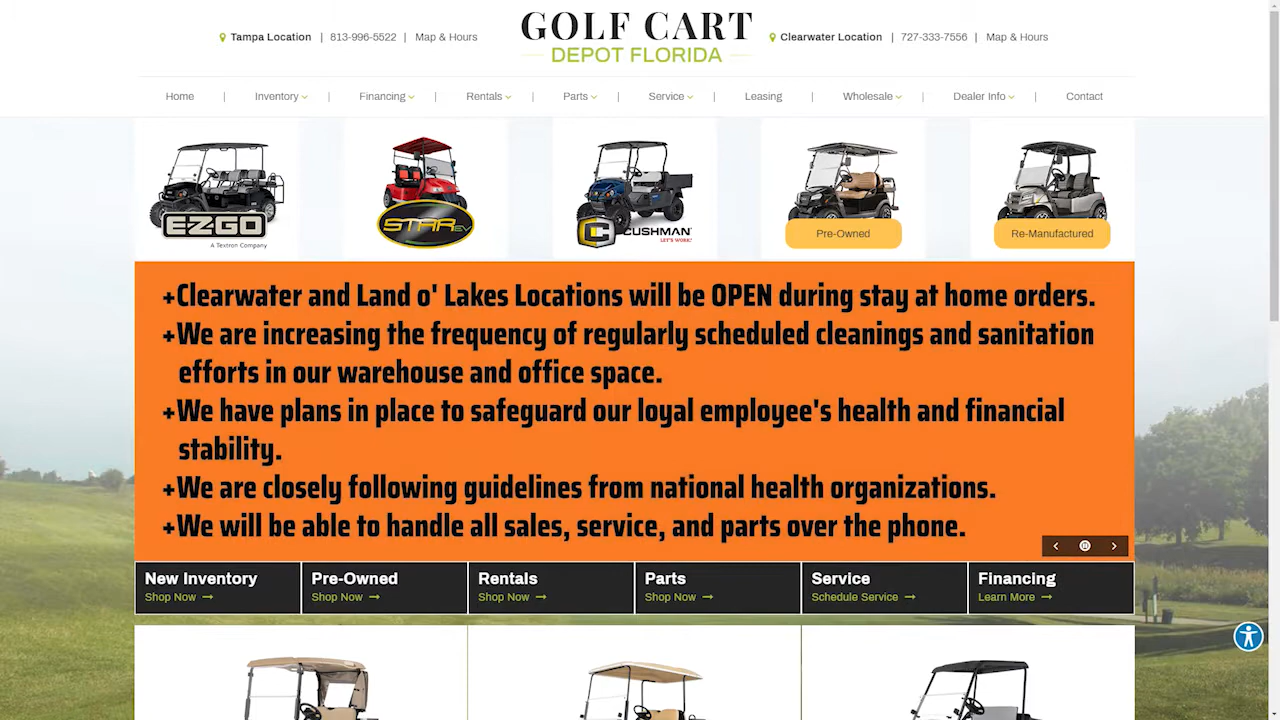 GOLF CART
DEPOT FLORIDA
Tampa Location | 813-996-5522 | Map & Hours
Clearwater Location | 727-333-7556 | Map & Hours
Home | Inventory | Financing | Rentals | Parts | Service | Leasing | Wholesale | Dealer Info | Contact
EZGO
A Textron Company
STAR EV
CUSHMAN
LET'S WORK.
Pre-Owned
Re-Manufactured
+Clearwater and Land o' Lakes Locations will be OPEN during stay at home orders.
+We are increasing the frequency of regularly scheduled cleanings and sanitation
efforts in our warehouse and office space.
+We have plans in place to safeguard our loyal employee's health and financial
stability.
+We are closely following guidelines from national health organizations.
+We will be able to handle all sales, service, and parts over the phone.
New Inventory
Shop Now
Pre-Owned
Shop Now
Rentals
Shop Now
Parts
Shop Now
Service
Schedule Service
Financing
Learn More